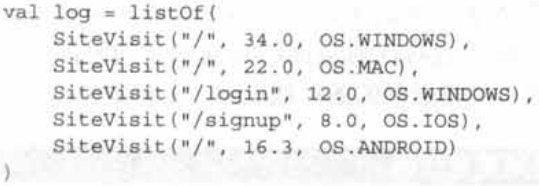 val log = listOf(
    SiteVisit("/", 34.0, OS.WINDOWS),
    SiteVisit("/", 22.0, OS.MAC),
    SiteVisit("/login", 12.0, OS.WINDOWS),
    SiteVisit("/signup", 8.0, OS.IOS),
    SiteVisit("/", 16.3, OS.ANDROID)
)